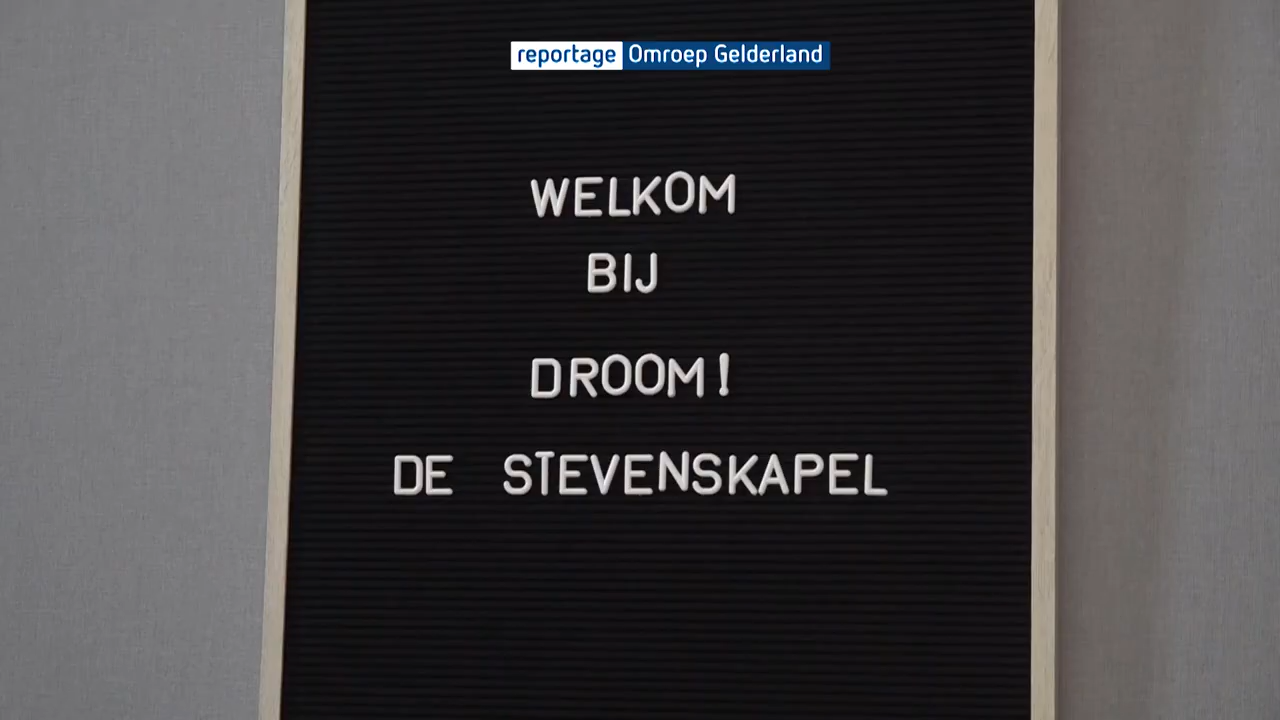 reportage Omroep Gelderland
WELKOM
BIJ
DROOM!
DE STEVENSKAPEL